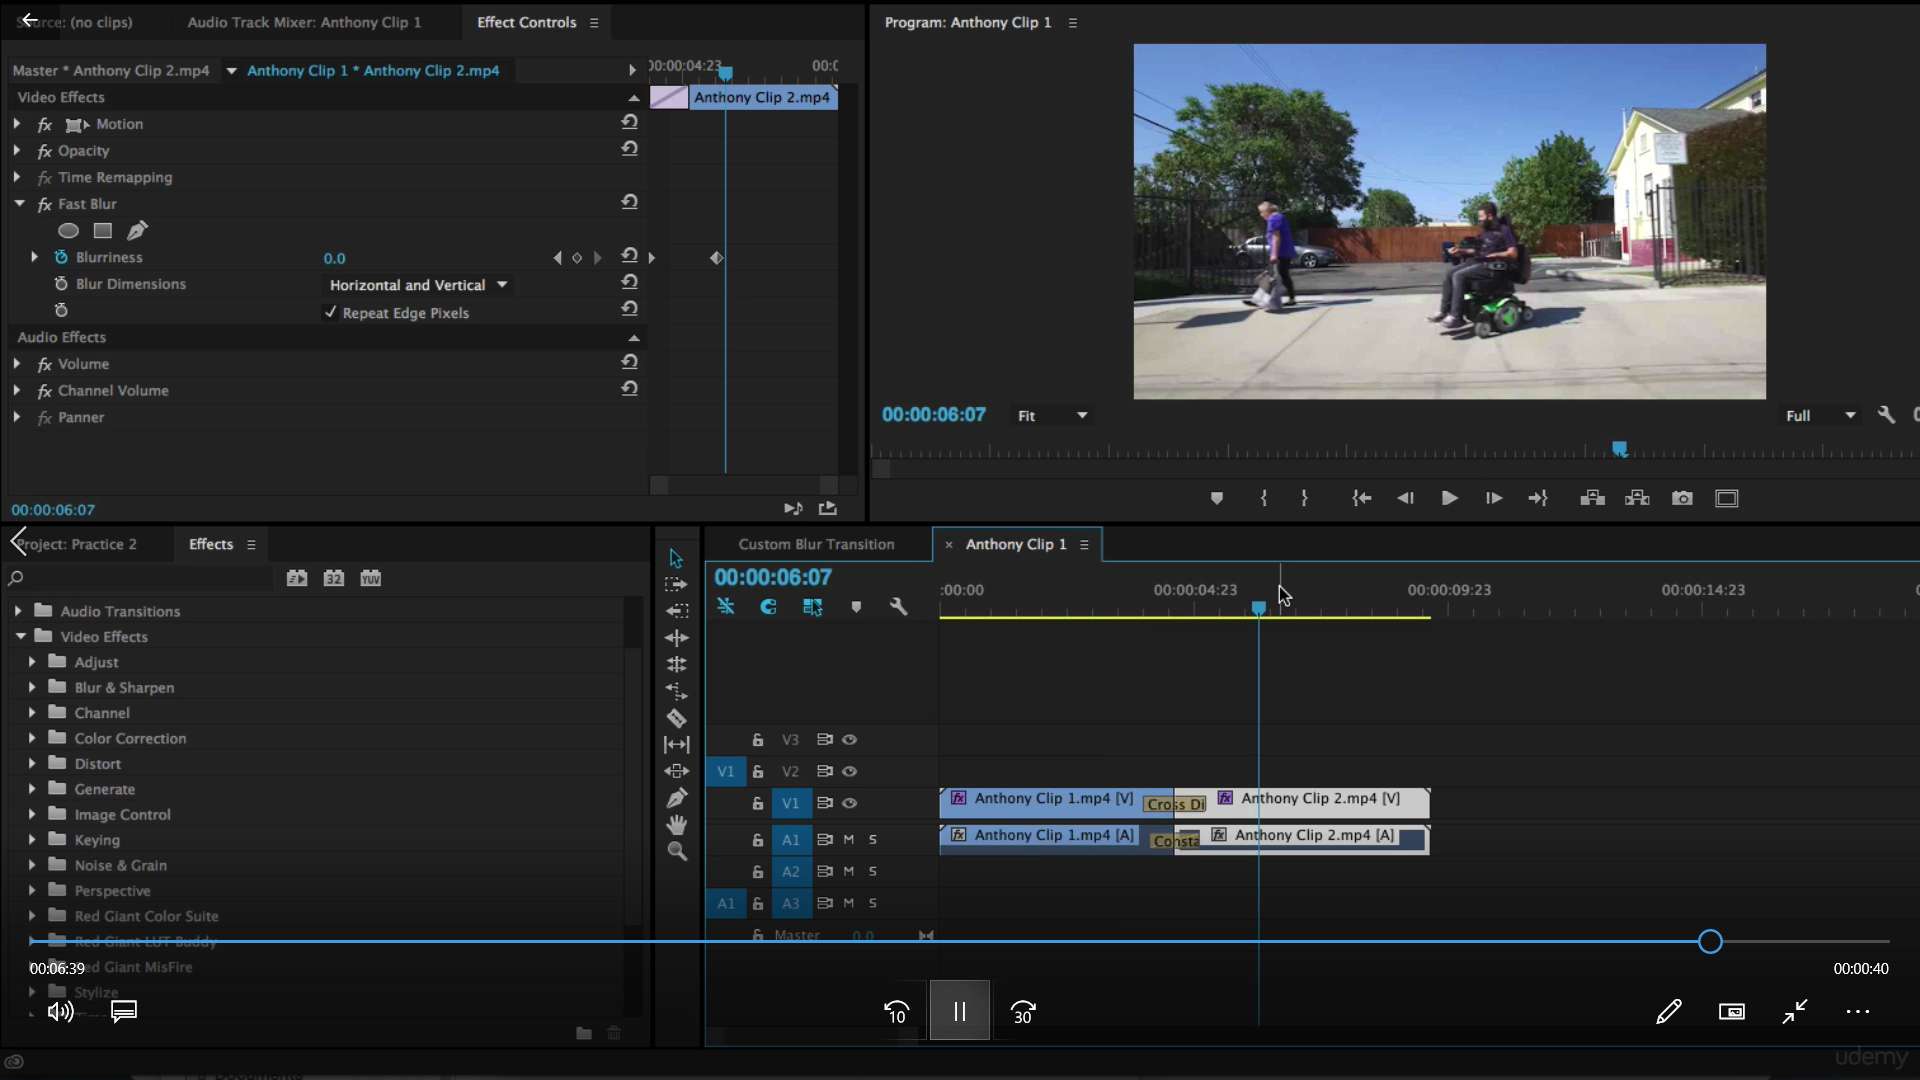 Source: (no clips)
Audio Track Mixer: Anthony Clip 1
Effect Controls
Program: Anthony Clip 1
Master * Anthony Clip 2.mp4
Anthony Clip 1 * Anthony Clip 2.mp4
00:00:04:23
Video Effects
Anthony Clip 2.mp4
fx Motion
fx Opacity
fx Time Remapping
fx Fast Blur
Blurriness
0.0
Blur Dimensions
Horizontal and Vertical
Repeat Edge Pixels
Audio Effects
fx Volume
fx Channel Volume
fx Panner
00:00:06:07
Fit
Full
00:00:06:07
Project: Practice 2
Effects
Custom Blur Transition
× Anthony Clip 1
32
YUV
00:00:06:07
:00:00
00:00:04:23
00:00:09:23
00:00:14:23
Audio Transitions
Video Effects
Adjust
Blur & Sharpen
Channel
Color Correction
Distort
Generate
Image Control
Keying
Noise & Grain
Perspective
Red Giant Color Suite
Red Giant LUT Buddy
Red Giant MisFire
Stylize
V3
V1 V2
V1
fx Anthony Clip 1.mp4 [V]
Cross Di
fx Anthony Clip 2.mp4 [V]
A1 M S
fx Anthony Clip 1.mp4 [A]
Consta
fx Anthony Clip 2.mp4 [A]
A2 M S
A1 A3 M S
Master 0.0
00:06:39
00:00:40
10
30
udemy